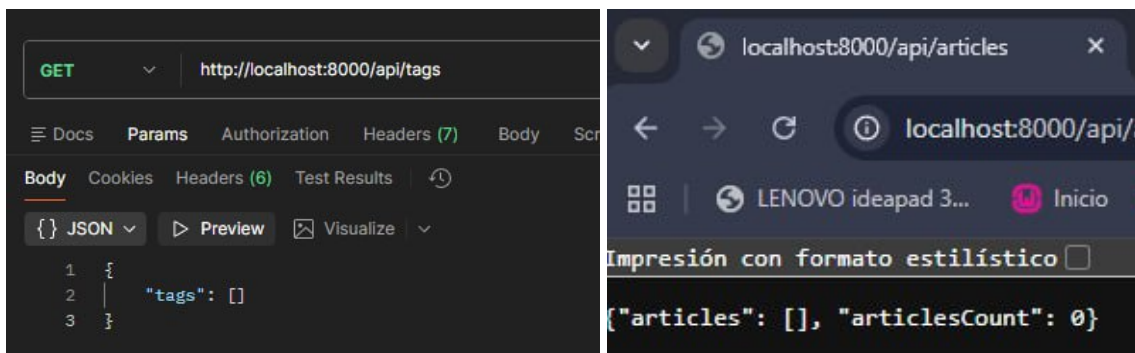 GET http://localhost:8000/api/tags
Docs Params Authorization Headers (7) Body Scr
Body Cookies Headers (6) Test Results
{} JSON Preview Visualize
1 {
2 "tags": []
3 }
localhost:8000/api/articles
localhost:8000/api/
LENOVO ideapad 3... Inicio
Impresión con formato estilístico
{"articles": [], "articlesCount": 0}